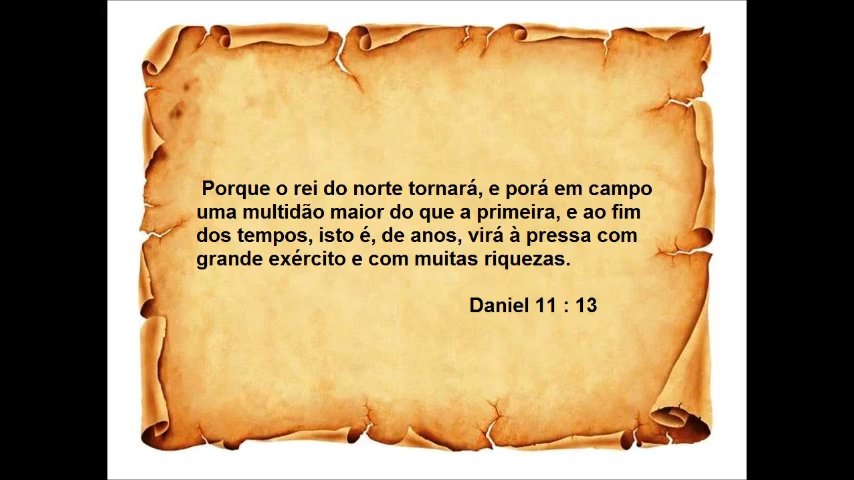 Porque o rei do norte tornará, e porá em campo
uma multidão maior do que a primeira, e ao fim
dos tempos, isto é, de anos, virá à pressa com
grande exército e com muitas riquezas.
Daniel 11 : 13